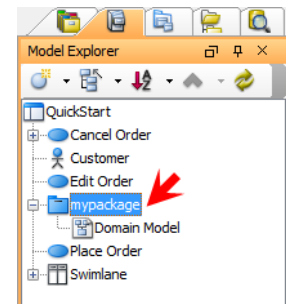 Model Explorer
QuickStart
Cancel Order
Customer
Edit Order
mypackage
Domain Model
Place Order
Swimlane